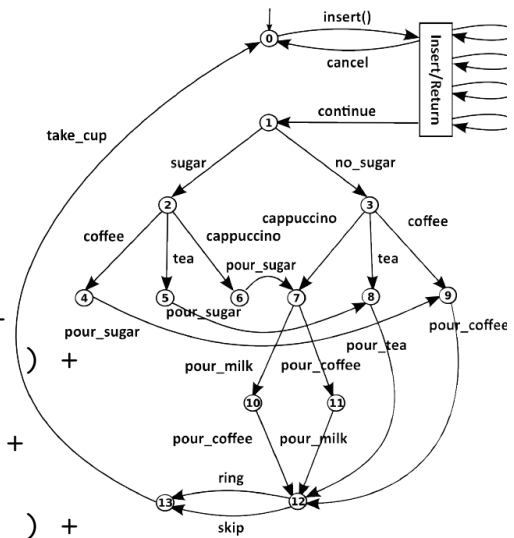 insert()
0
cancel
Insert/Return
continue
1
take_cup
sugar
no_sugar
2
3
cappuccino
coffee
coffee
cappuccino
tea
tea
pour_sugar
4
5
6
7
8
9
pour_sugar
pour_sugar
pour_coffee
pour_tea
) +
pour_milk
pour_coffee
10
11
+
pour_coffee
pour_milk
ring
13
12
) +
skip